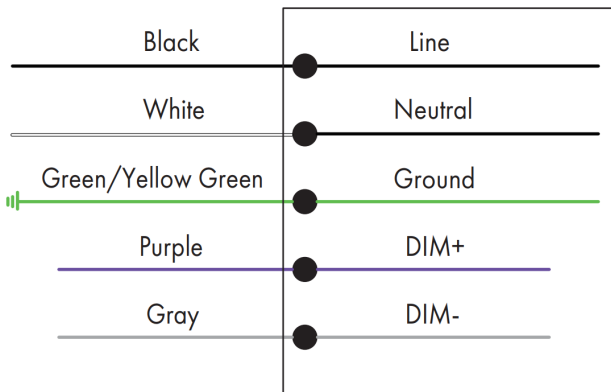 Black Line
White Neutral
Green/Yellow Green Ground
Purple DIM+
Gray DIM-